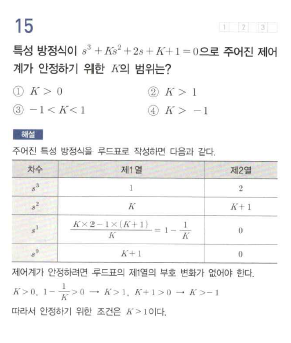 15
1 2 3
특성 방정식이 s³ + Ks² + 2s + K + 1 = 0으로 주어진 제어
계가 안정하기 위한 K의 범위는?
① K > 0 ② K > 1
③ -1 < K < 1 ④ K > -1
해설
주어진 특성 방정식을 루드표로 작성하면 다음과 같다.
차수 제1열 제2열
s³ 1 2
s² K K+1
s¹ K×2-1×(K+1) / K = 1 - 1/K 0
s⁰ K+1 0
제어계가 안정하려면 루드표의 제1열의 부호 변화가 없어야 한다.
K>0, 1 - 1/K > 0 → K>1, K+1>0 → K>-1
따라서 안정하기 위한 조건은 K>1이다.